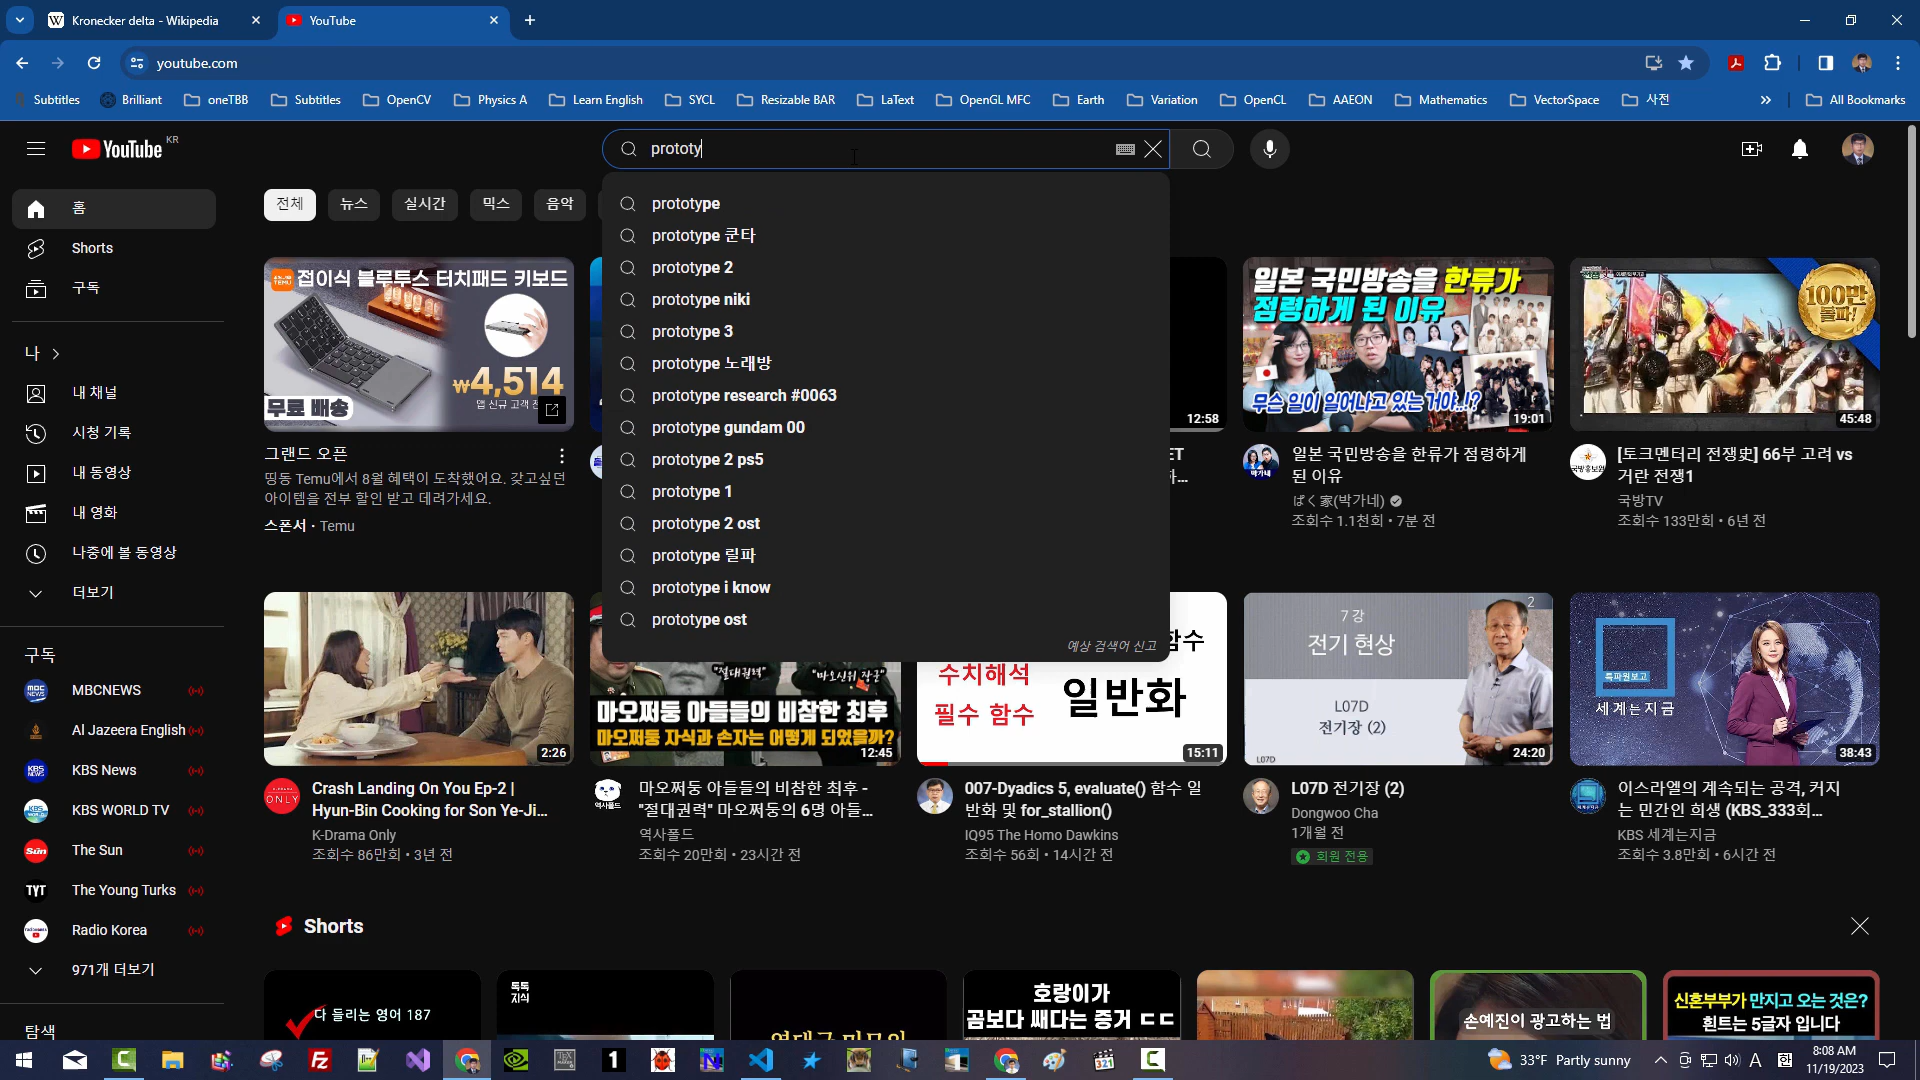 Kronecker delta - Wikipedia
YouTube
youtube.com
Subtitles
Brilliant
oneTBB
Subtitles
OpenCV
Physics A
Learn English
SYCL
Resizable BAR
LaText
OpenGL MFC
Earth
Variation
OpenCL
AAEON
Mathematics
VectorSpace
사전
All Bookmarks
YouTube KR
prototy
홈
Shorts
구독
나
내 채널
시청 기록
내 동영상
내 영화
나중에 볼 동영상
더보기
구독
MBCNEWS
Al Jazeera English
KBS News
KBS WORLD TV
The Sun
The Young Turks
Radio Korea
971개 더보기
탐색
전체
뉴스
실시간
믹스
음악
prototype
prototype 쿤타
prototype 2
prototype niki
prototype 3
prototype 노래방
prototype research #0063
prototype gundam 00
prototype 2 ps5
prototype 1
prototype 2 ost
prototype 릴파
prototype i know
prototype ost
예상 검색어 신고
접이식 블루투스 터치패드 키보드
₩4,514
무료 배송
그랜드 오픈
띵동 Temu에서 8월 혜택이 도착했어요. 갖고싶던
아이템을 전부 할인 받고 데려가세요.
스폰서 · Temu
12:58
ET
일본 국민방송을 한류가
점령하게 된 이유
무슨 일이 일어나고 있는거야..!?
19:01
일본 국민방송을 한류가 점령하게
된 이유
ぱく家(박가네)
조회수 1.1천회 · 7분 전
100만
돌파!
45:48
[토크멘터리 전쟁史] 66부 고려 vs
거란 전쟁1
국방TV
조회수 133만회 · 6년 전
2:26
Crash Landing On You Ep-2 |
Hyun-Bin Cooking for Son Ye-Ji...
K-Drama Only
조회수 86만회 · 3년 전
"절대권력"
마오쩌둥 아들들의 비참한 최후
마오쩌둥 자식과 손자는 어떻게 되었을까?
12:45
마오쩌둥 아들들의 비참한 최후 -
"절대권력" 마오쩌둥의 6명 아들...
역사폴드
조회수 20만회 · 23시간 전
함수
수치해석
필수 함수
일반화
15:11
007-Dyadics 5, evaluate() 함수 일
반화 및 for_stallion()
IQ95 The Homo Dawkins
조회수 56회 · 14시간 전
7 강
전기 현상
2
L07D
전기장 (2)
L07D
24:20
L07D 전기장 (2)
Dongwoo Cha
1개월 전
회원 전용
특파원보고
세계는지금
38:43
이스라엘의 계속되는 공격, 커지
는 민간인 희생 (KBS_333회...
KBS 세계는지금
조회수 3.8만회 · 6시간 전
Shorts
다 들리는 영어 187
톡톡
지식
호랑이가
곰보다 쌔다는 증거 ㄷㄷ
손예진이 광고하는 법
신혼부부가 만지고 오는 것은?
흰트는 5글자 입니다
33°F Partly sunny
A
한
8:08 AM
11/19/2023